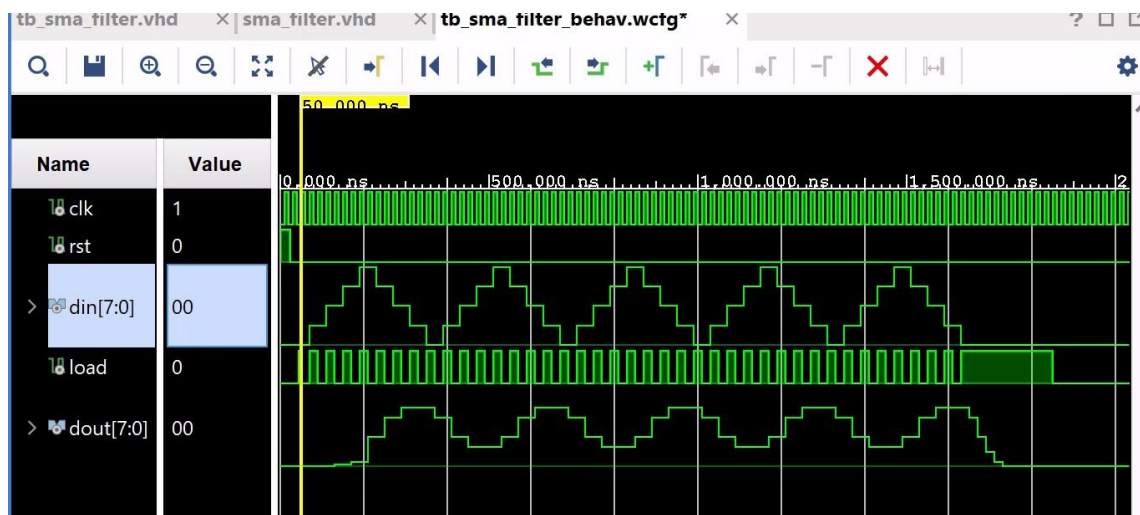 tb_sma_filter.vhd × sma_filter.vhd × tb_sma_filter_behav.wcfg* × ?
50.000 ns
Name Value
0.000 ns 500.000 ns 1,000.000 ns 1,500.000 ns 2
clk 1
rst 0
> din[7:0] 00
load 0
> dout[7:0] 00